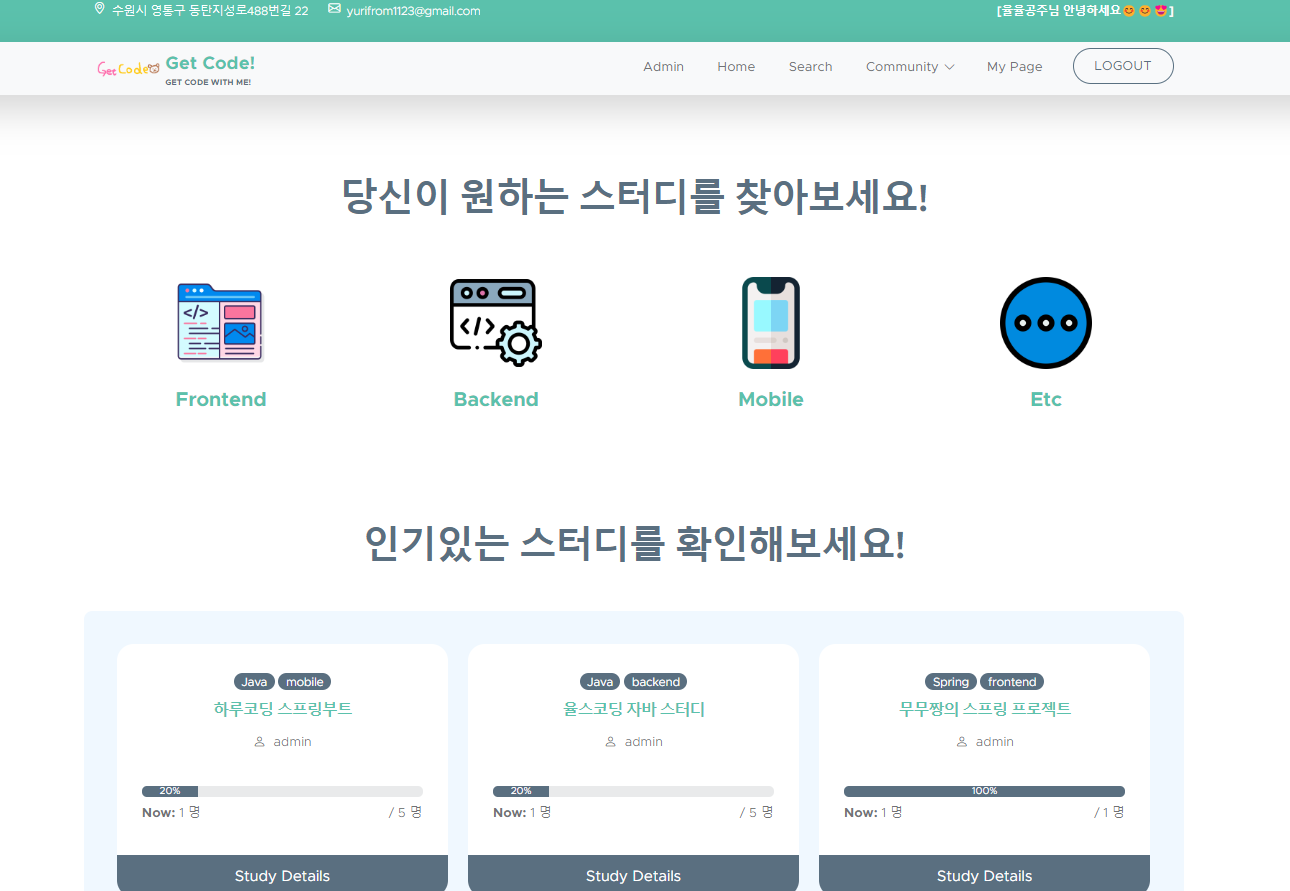 수원시 영통구 동탄지성로488번길 22 yurifrom1123@gmail.com [율율공주님 안녕하세요😊😊😍]
Get Code Get Code!
GET CODE WITH ME!
Admin Home Search Community My Page LOGOUT
당신이 원하는 스터디를 찾아보세요!
Frontend Backend Mobile Etc
인기있는 스터디를 확인해보세요!
Java mobile
하루코딩 스프링부트
admin
20%
Now: 1 명 / 5 명
Study Details
Java backend
율스코딩 자바 스터디
admin
20%
Now: 1 명 / 5 명
Study Details
Spring frontend
무무짱의 스프링 프로젝트
admin
100%
Now: 1 명 / 1 명
Study Details